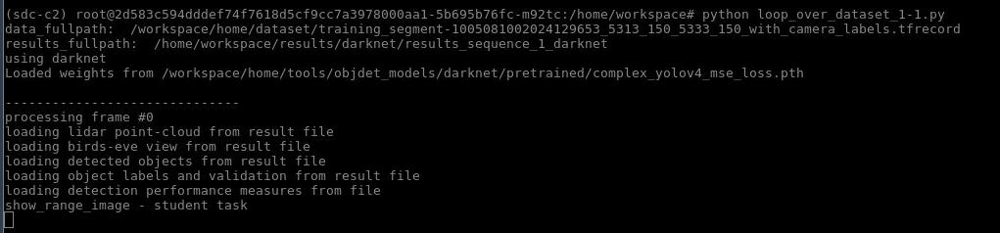 (sdc-c2) root@2d583c594dddef74f7618d5cf9cc7a3978000aa1-5b695b76fc-m92tc:/home/workspace# python loop_over_dataset_1-1.py
data_fullpath:  /workspace/home/dataset/training_segment-1005081002024129653_5313_150_5333_150_with_camera_labels.tfrecord
results_fullpath:  /home/workspace/results/darknet/results_sequence_1_darknet
using darknet
Loaded weights from /workspace/home/tools/objdet_models/darknet/pretrained/complex_yolov4_mse_loss.pth

------------------------------
processing frame #0
loading lidar point-cloud from result file
loading birds-eye view from result file
loading detected objects from result file
loading object labels and validation from result file
loading detection performance measures from file
show_range_image - student task